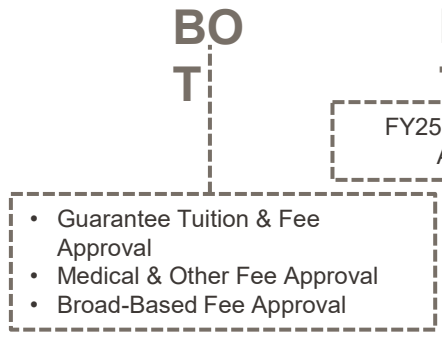 BO
T
FY25
• Guarantee Tuition & Fee
Approval
• Medical & Other Fee Approval
• Broad-Based Fee Approval